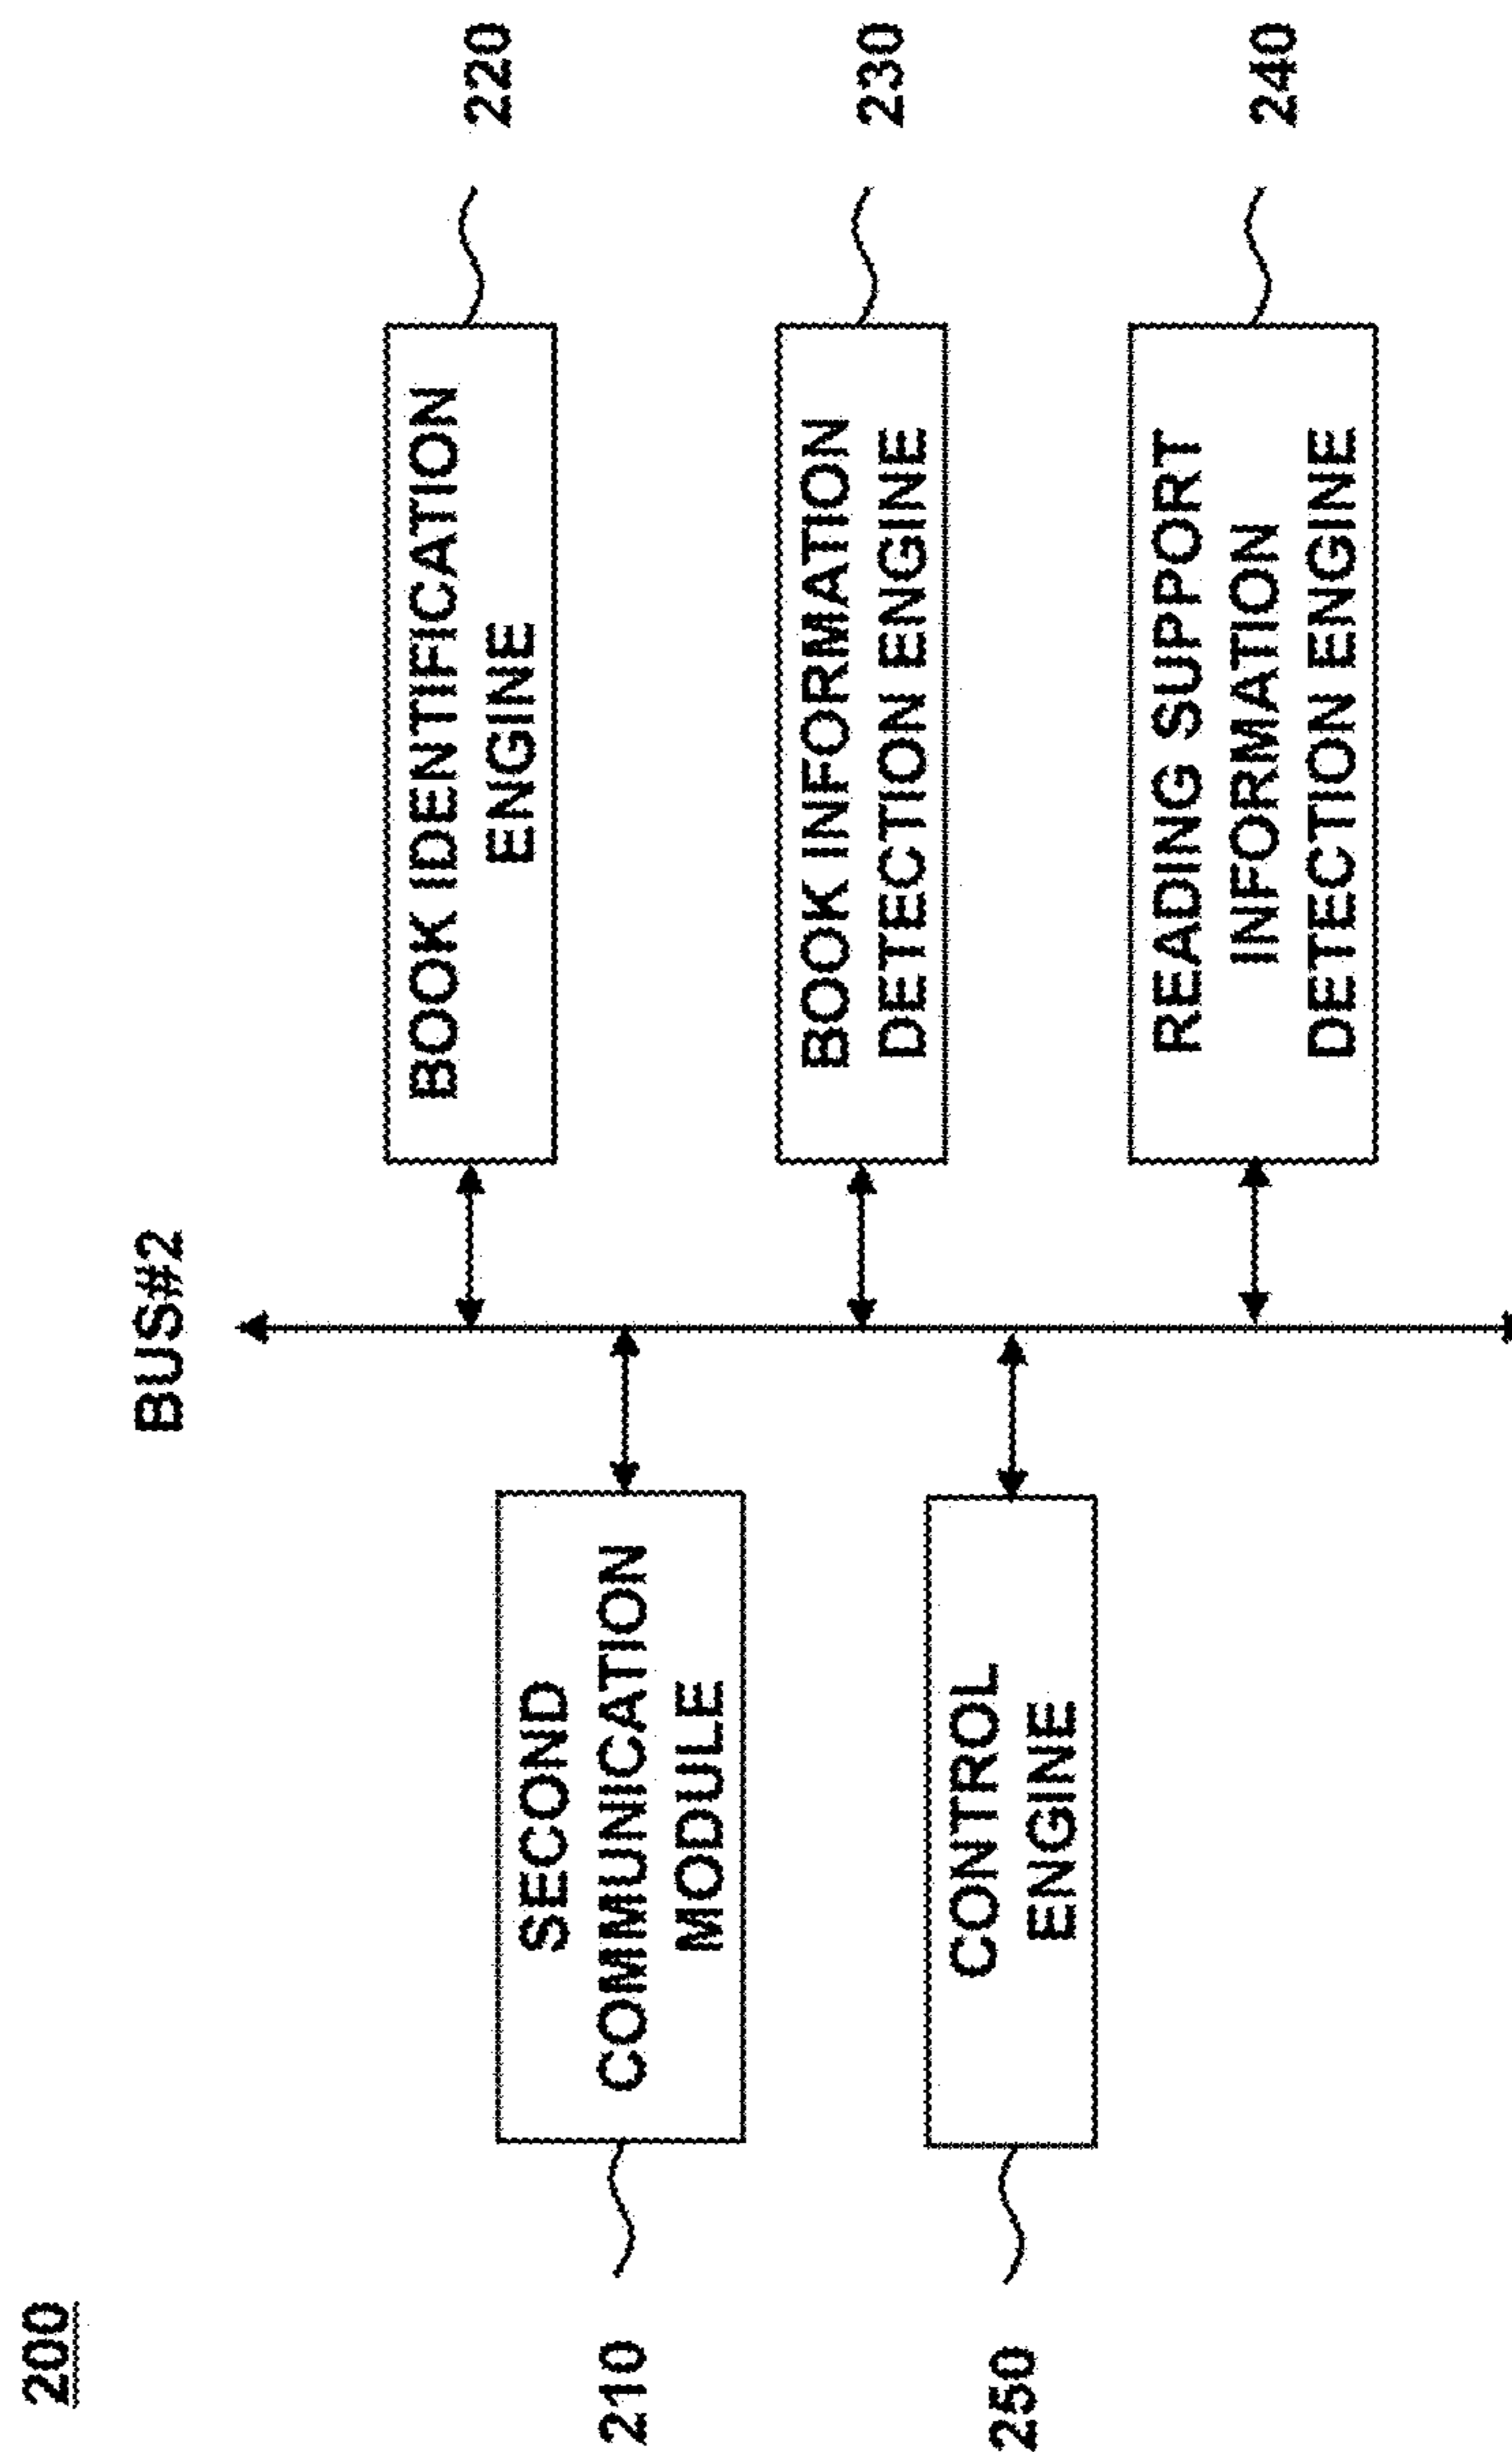 200
BUS#2
210
SECOND
COMMUNICATION
MODULE
250
CONTROL
ENGINE
BOOK IDENTIFICATION
ENGINE
220
BOOK INFORMATION
DETECTION ENGINE
230
READING SUPPORT
INFORMATION
DETECTION ENGINE
240